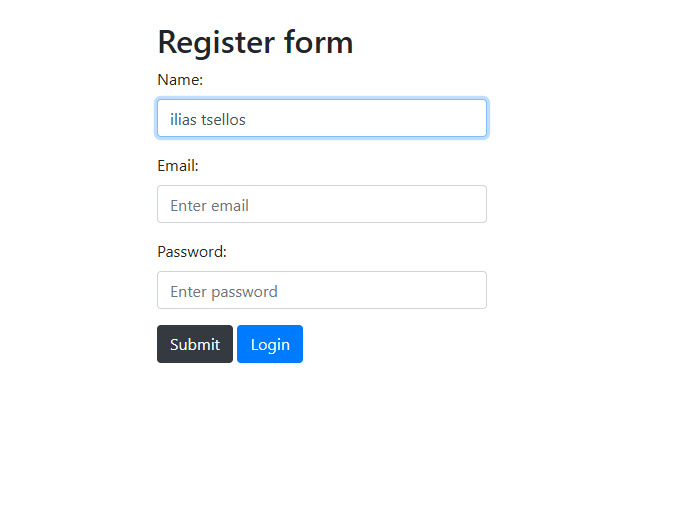 Register form
Name:
ilias tsellos
Email:
Enter email
Password:
Enter password
Submit Login